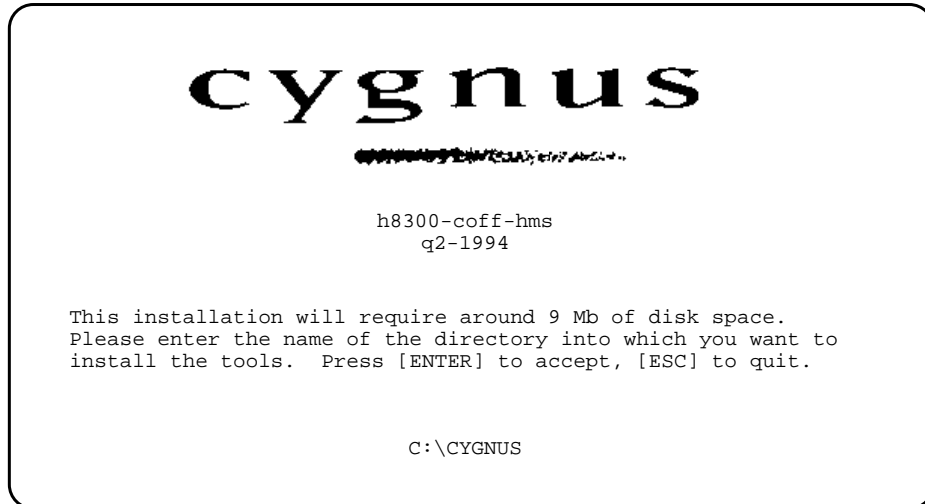 cygnus
h8300-coff-hms
q2-1994
This installation will require around 9 Mb of disk space.
Please enter the name of the directory into which you want to
install the tools.  Press [ENTER] to accept, [ESC] to quit.
C:\CYGNUS